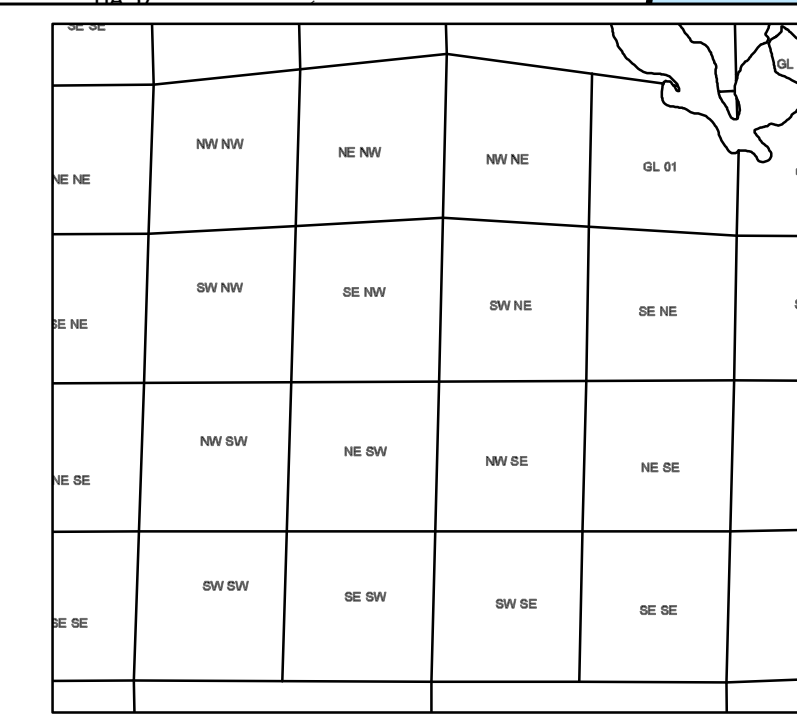 SE SE
GL
NW NW
NE NW
NW NE
GL 01
NE NE
SW NW
SE NW
SW NE
SE NE
SE NE
NW SW
NE SW
NW SE
NE SE
NE SE
SW SW
SE SW
SW SE
SE SE
SE SE